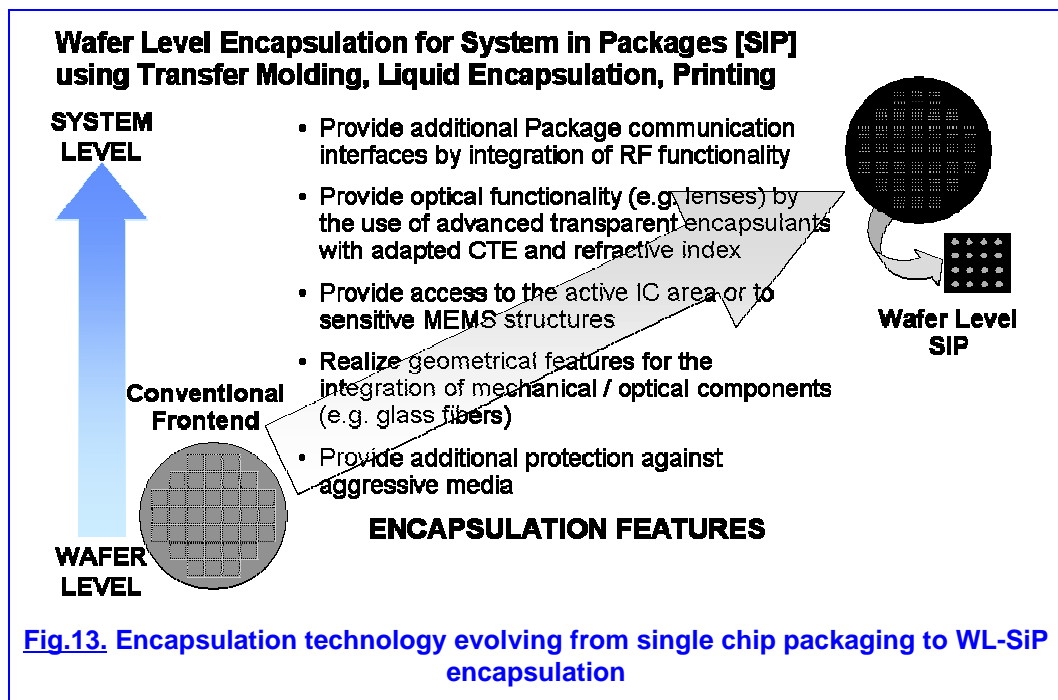 Wafer Level Encapsulation for System in Packages [SIP]
using Transfer Molding, Liquid Encapsulation, Printing
SYSTEM
LEVEL
• Provide additional Package communication
interfaces by integration of RF functionality
• Provide optical functionality (e.g. lenses) by
the use of advanced transparent encapsulants
with adapted CTE and refractive index
• Provide access to the active IC area or to
sensitive MEMS structures
• Realize geometrical features for the
integration of mechanical / optical components
(e.g. glass fibers)
• Provide additional protection against
aggressive media
Wafer Level
SIP
Conventional
Frontend
ENCAPSULATION FEATURES
WAFER
LEVEL
Fig.13. Encapsulation technology evolving from single chip packaging to WL-SiP
encapsulation